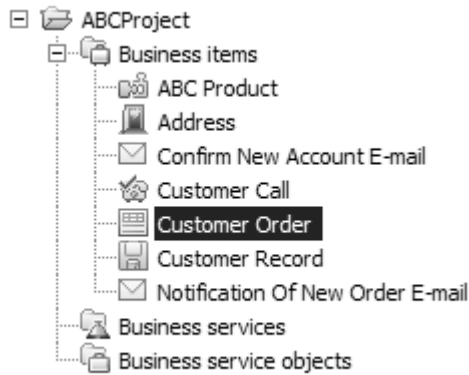 ABCProject
Business items
ABC Product
Address
Confirm New Account E-mail
Customer Call
Customer Order
Customer Record
Notification Of New Order E-mail
Business services
Business service objects